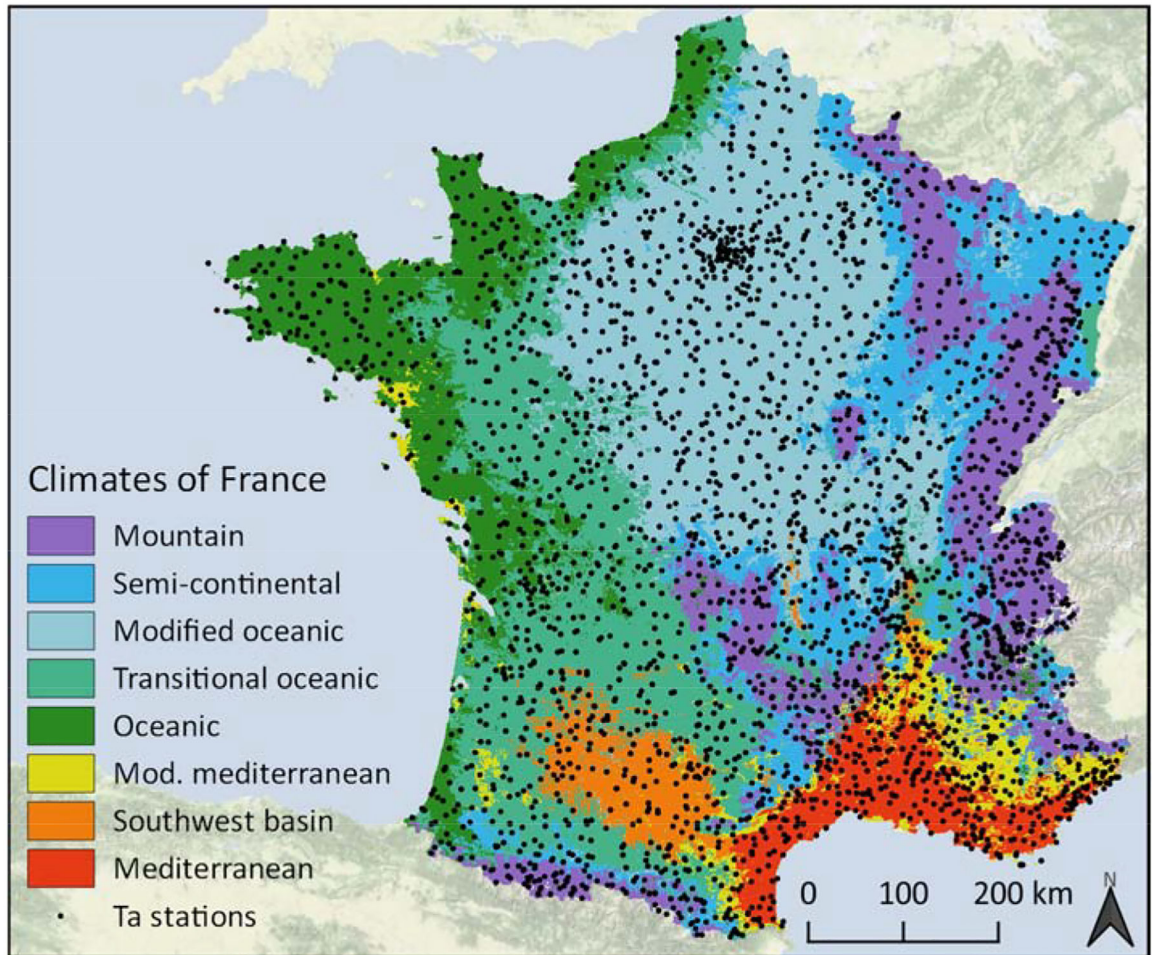 Climates of France
Mountain
Semi-continental
Modified oceanic
Transitional oceanic
Oceanic
Mod. mediterranean
Southwest basin
Mediterranean
Ta stations
0 100 200 km
N